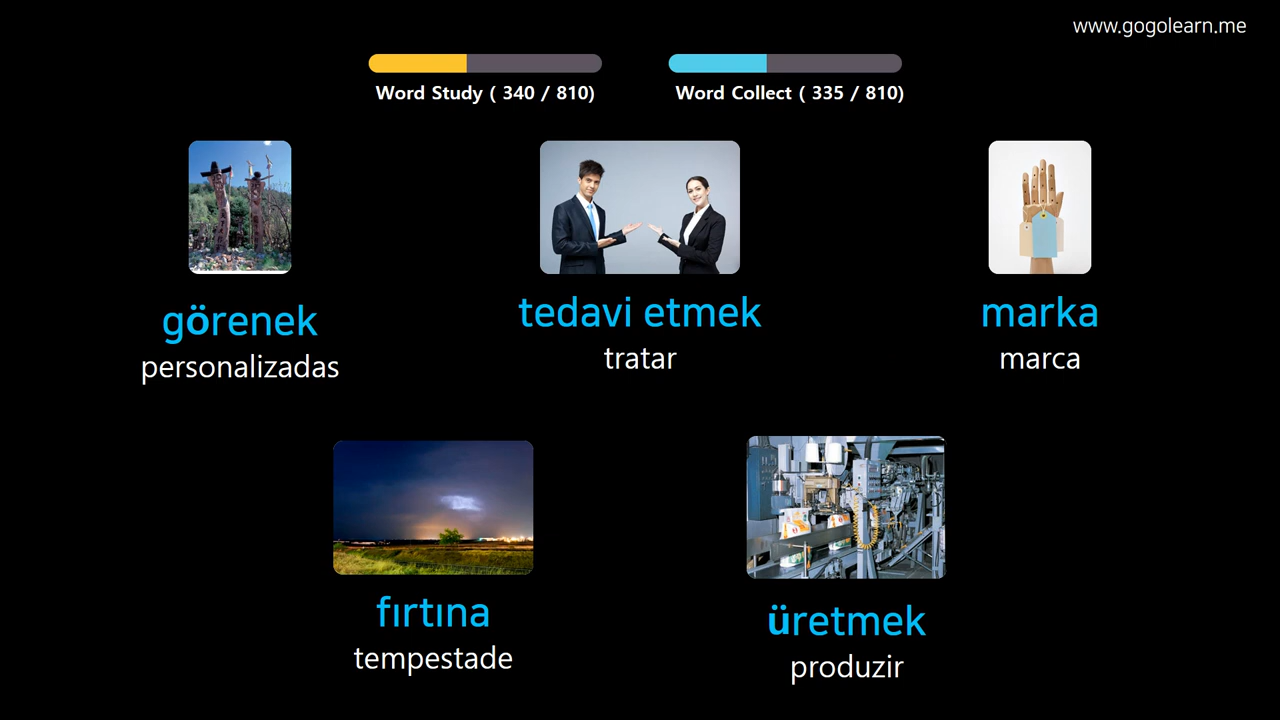 www.gogolearn.me
Word Study ( 340 / 810)
Word Collect ( 335 / 810)
görenek
personalizadas
tedavi etmek
tratar
marka
marca
fırtına
tempestade
üretmek
produzir